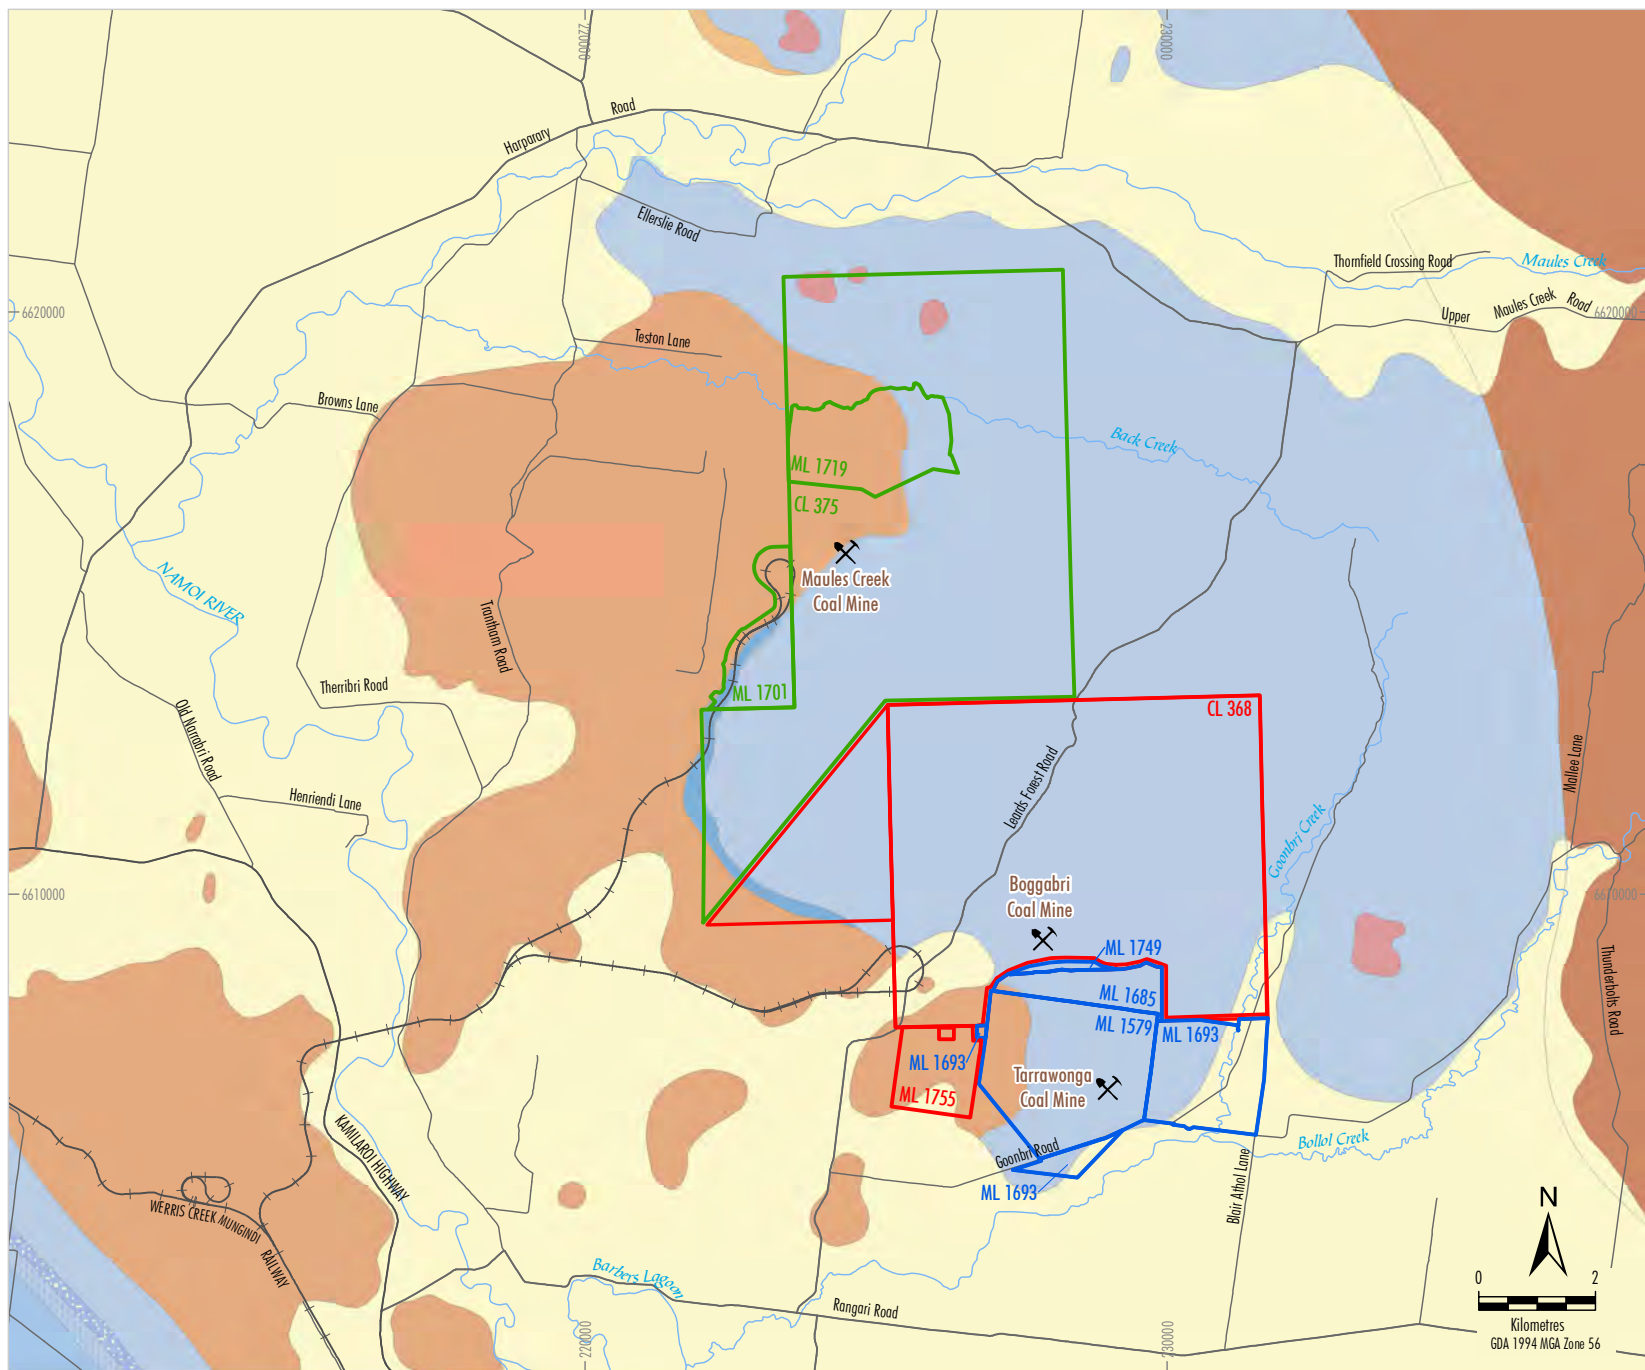 220000
230000
Harparary
Road
Ellerslie Road
Thornfield Crossing Road
Maules Creek
Upper
Maules Creek
Road
6620000
6620000
Teston Lane
Browns Lane
Back Creek
ML 1719
CL 375
Maules Creek
Coal Mine
NAMOI RIVER
Trantham Road
Therribri Road
ML 1701
Old Narrabri Road
CL 368
Leards Forest Road
Mallee Lane
Henriendi Lane
Goonbri Creek
6610000
6610000
Boggabri
Coal Mine
ML 1749
ML 1685
ML 1579
ML 1693
ML 1693
Thunderbolts Road
Tarrawonga
Coal Mine
ML 1755
KAMILAROI HIGHWAY
Goonbri Road
Bollol Creek
ML 1693
Blair Athol Lane
WERRIS CREEK MUNGINDI
RAILWAY
N
Barbers Lagoon
Rangari Road
0
2
Kilometres
GDA 1994 MGA Zone 56
220000
230000